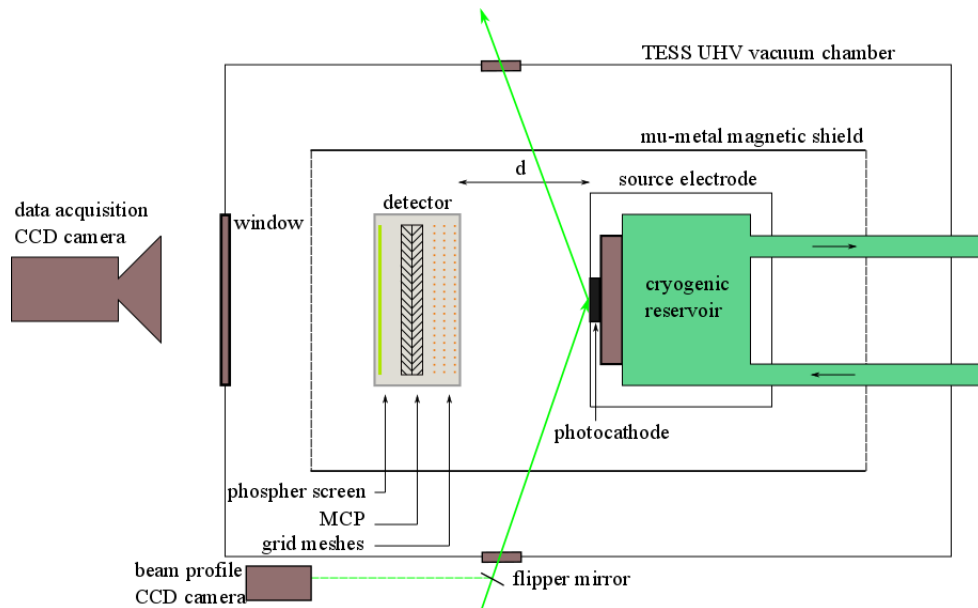 TESS UHV vacuum chamber
mu-metal magnetic shield
d
source electrode
detector
data acquisition
CCD camera
window
cryogenic
reservoir
photocathode
phospher screen
MCP
grid meshes
beam profile
CCD camera
flipper mirror